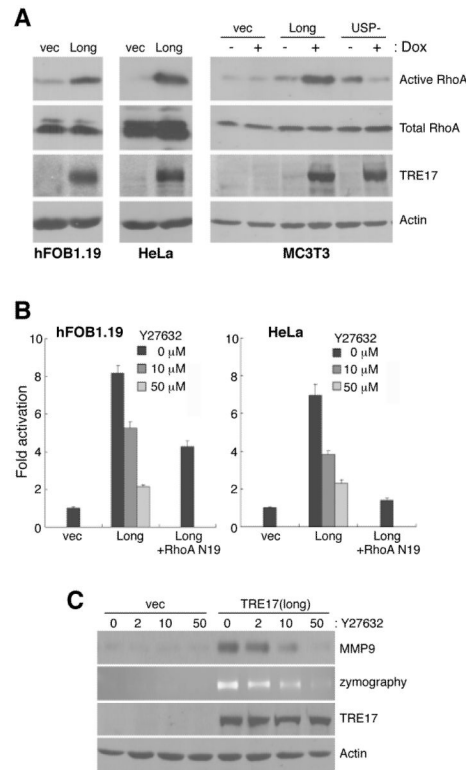 A
vec Long
vec Long
vec Long USP-
- + - + - + : Dox
Active RhoA
Total RhoA
TRE17
Actin
hFOB1.19 HeLa MC3T3
B
hFOB1.19
Y27632
0 μM
10 μM
50 μM
Fold activation
10
8
6
4
2
0
vec Long Long
+RhoA N19
HeLa
Y27632
0 μM
10 μM
50 μM
10
8
6
4
2
0
vec Long Long
+RhoA N19
C
vec TRE17(long)
0 2 10 50 0 2 10 50 : Y27632
MMP9
zymography
TRE17
Actin